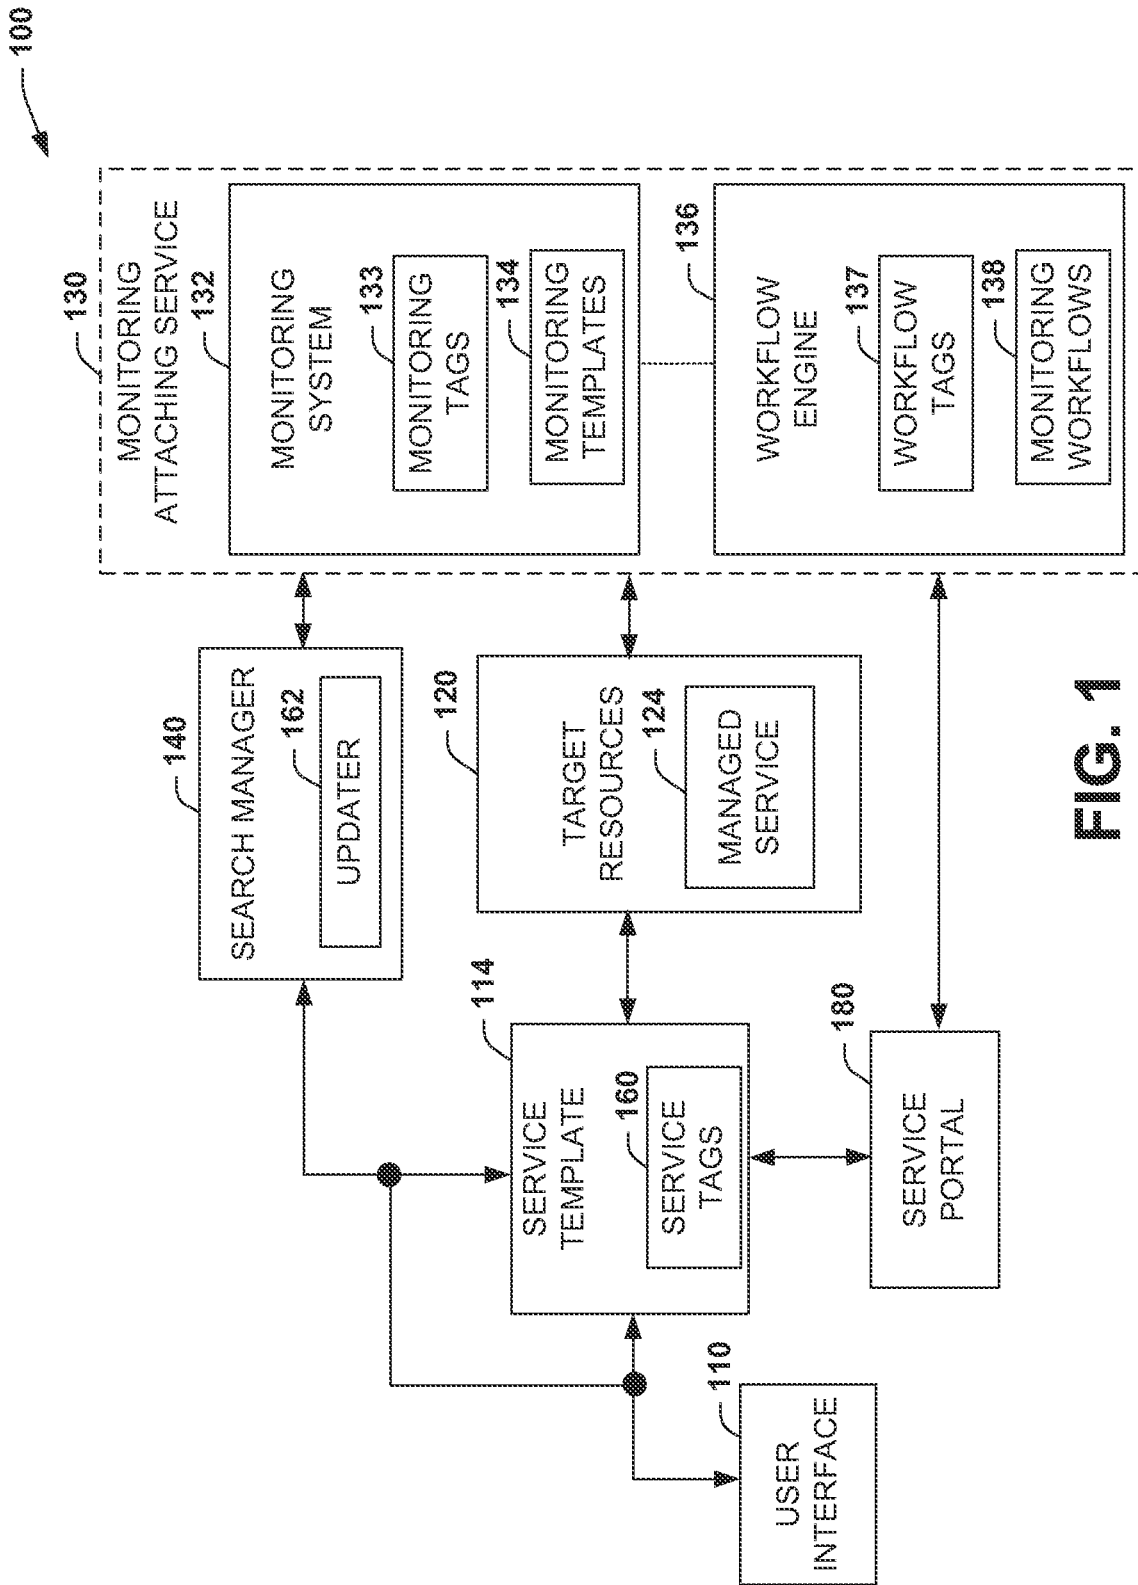 100
130
MONITORING
ATTACHING SERVICE
132
MONITORING
SYSTEM
133
MONITORING
TAGS
134
MONITORING
TEMPLATES
136
WORKFLOW
ENGINE
137
WORKFLOW
TAGS
138
MONITORING
WORKFLOWS
140
SEARCH MANAGER
162
UPDATER
120
TARGET
RESOURCES
124
MANAGED
SERVICE
114
SERVICE
TEMPLATE
160
SERVICE
TAGS
180
SERVICE
PORTAL
110
USER
INTERFACE
FIG. 1